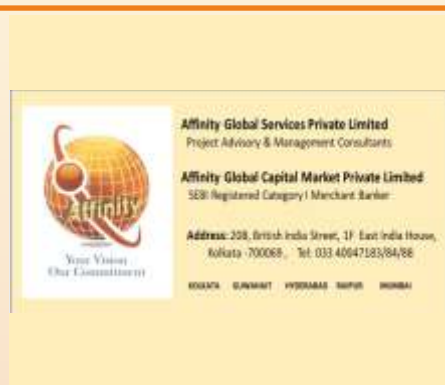 Affinity
Your Vision
Our Commitment
Affinity Global Services Private Limited
Project Advisory & Management Consultants
Affinity Global Capital Market Private Limited
SEBI Registered Category I Merchant Banker
Address: 208, British India Street, 1F East India House,
Kolkata -700069, Tel: 033 40047183/84/88
KOLKATA GUWAHATI HYDERABAD RAIPUR MUMBAI